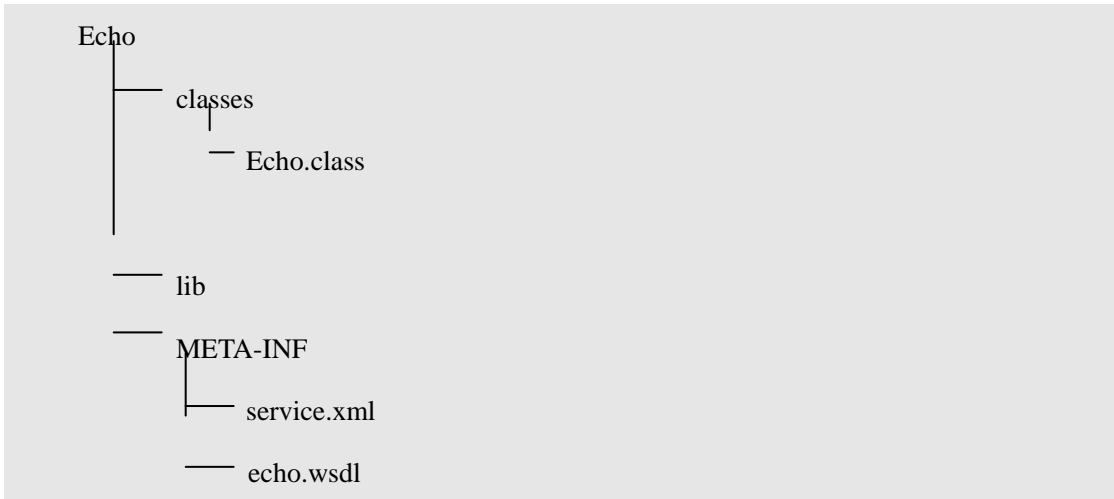 Echo
classes
Echo.class
lib
META-INF
service.xml
echo.wsdl